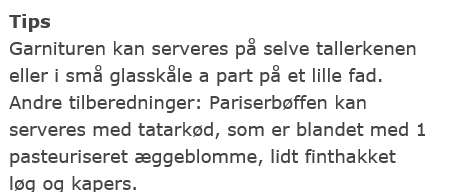 Tips
Garnituren kan serveres på selve tallerkenen
eller i små glasskåle a part på et lille fad.
Andre tilberedninger: Pariserbøffen kan
serveres med tatarkød, som er blandet med 1
pasteuriseret æggeblomme, lidt finthakket
løg og kapers.